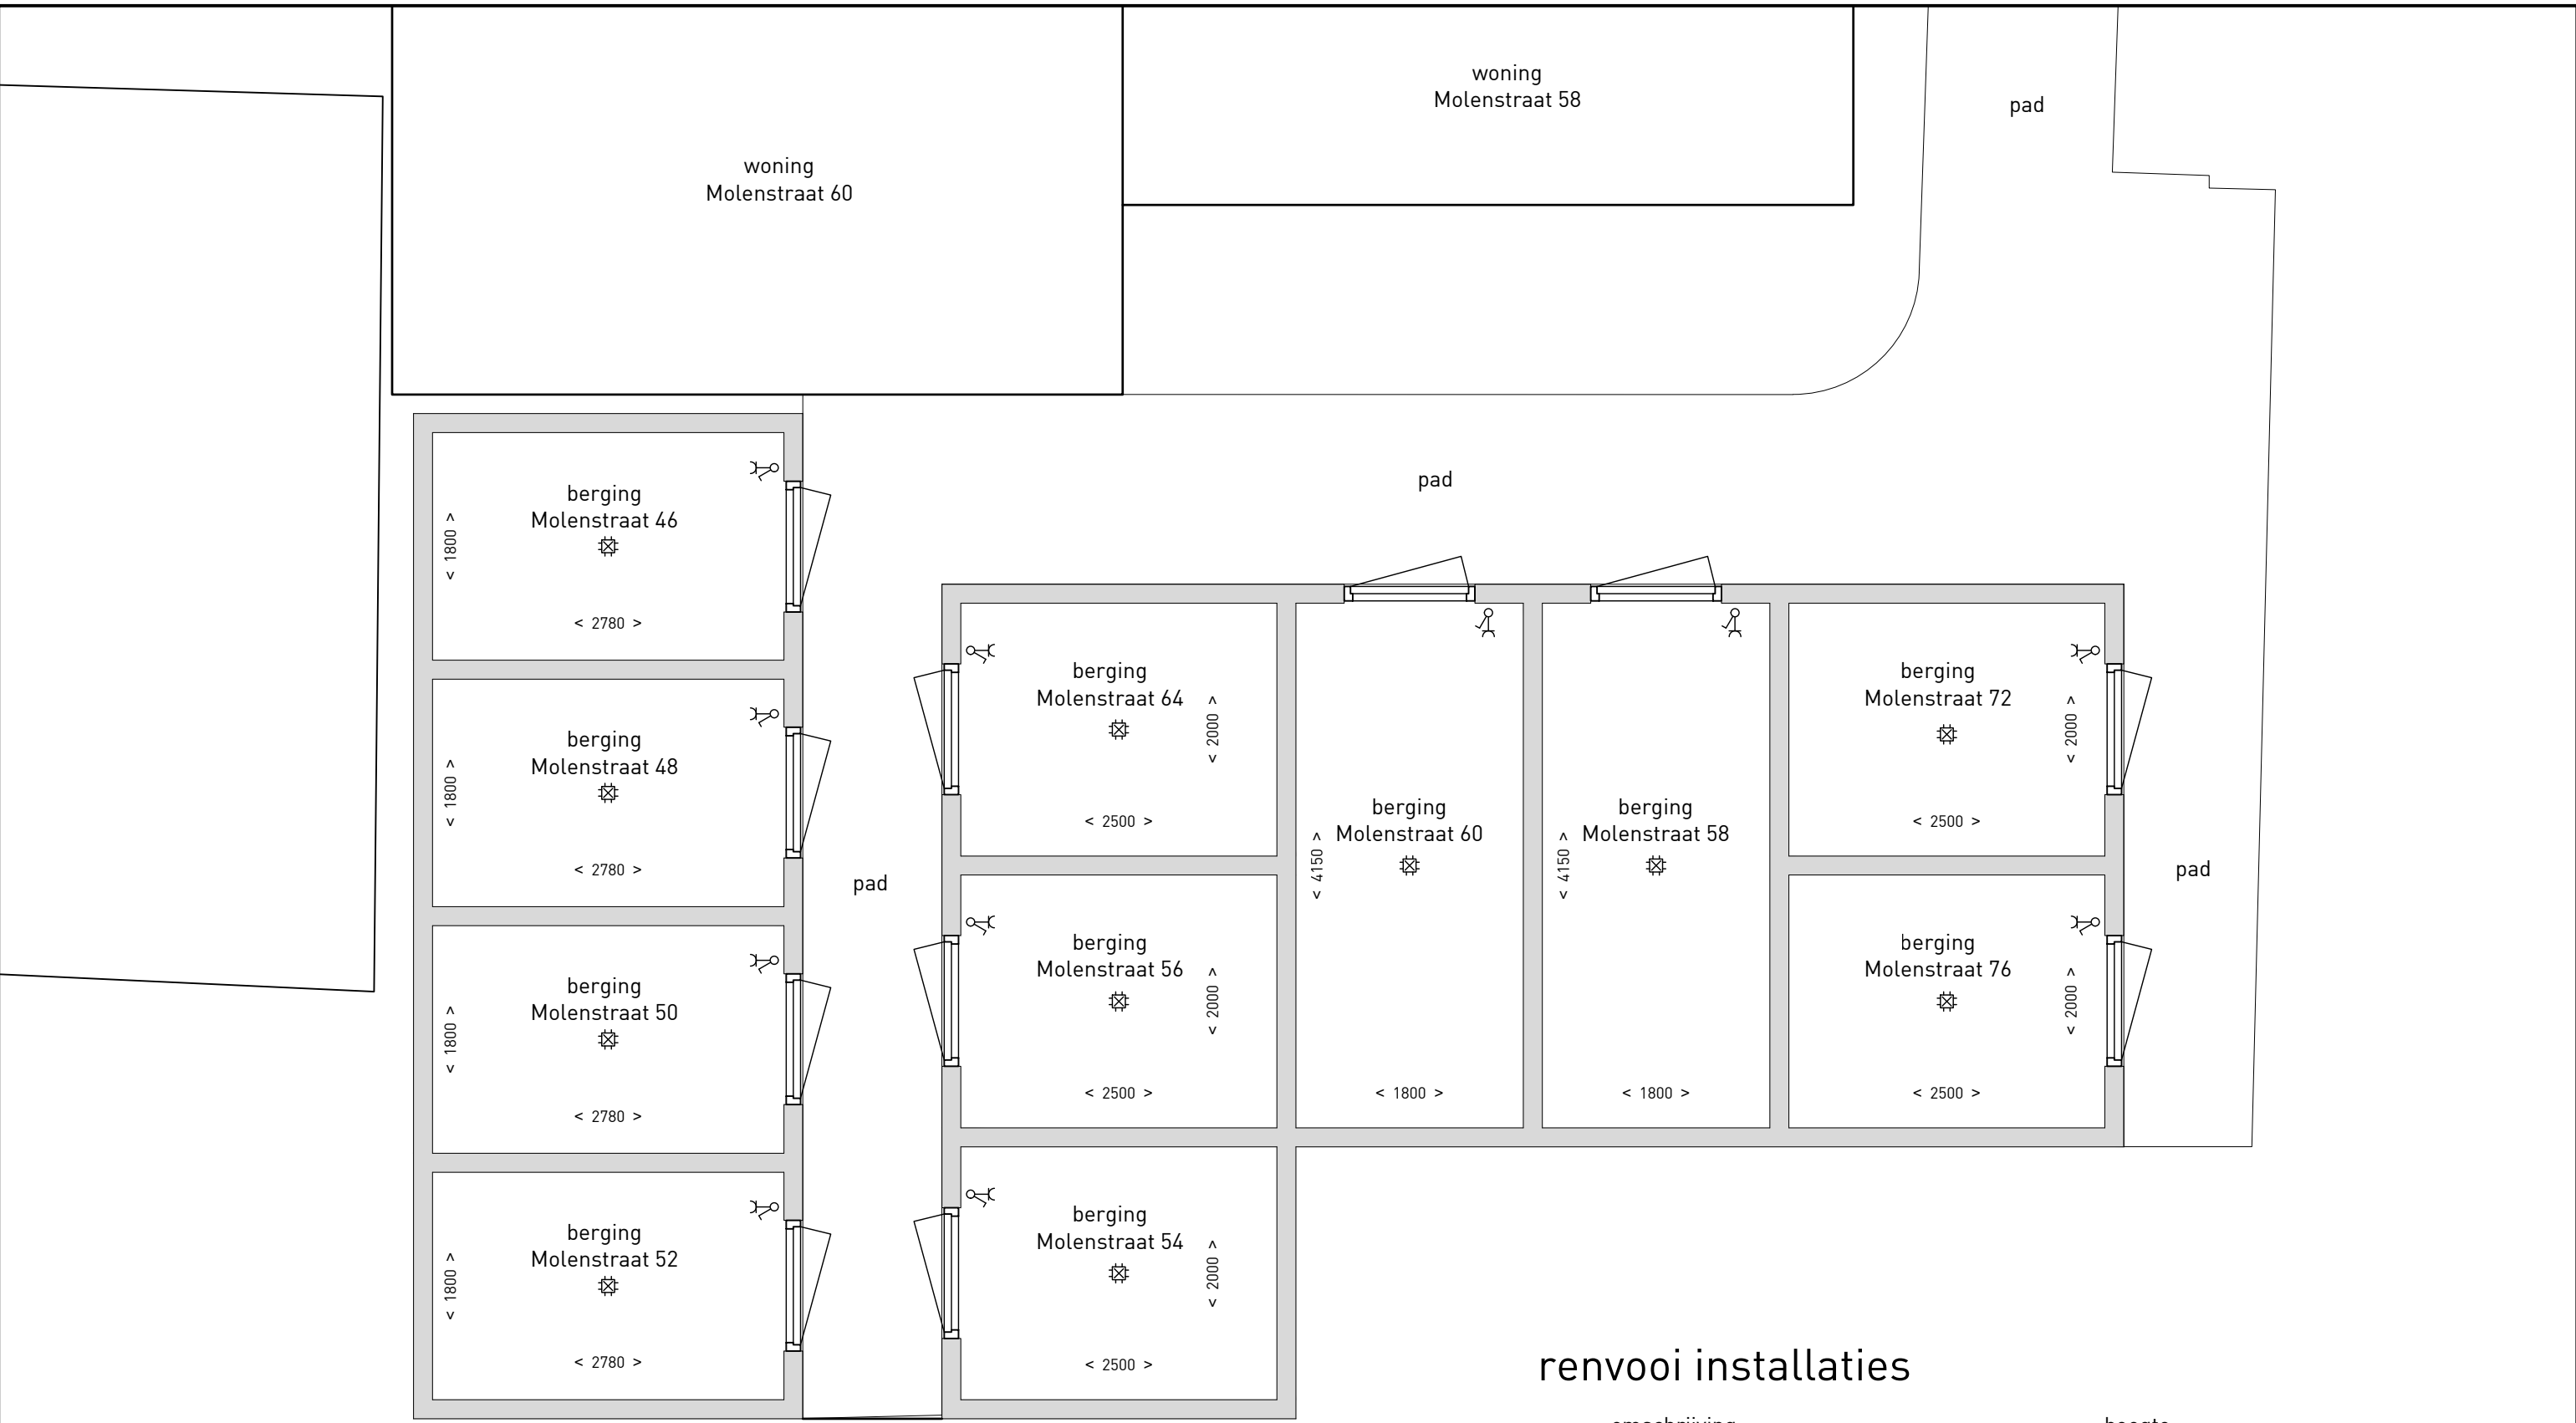 woning
Molenstraat 58
pad
woning
Molenstraat 60
pad
berging
Molenstraat 46
< 1800 >
< 2780 >
berging
Molenstraat 48
< 1800 >
< 2780 >
berging
Molenstraat 50
< 1800 >
< 2780 >
berging
Molenstraat 52
< 1800 >
< 2780 >
pad
berging
Molenstraat 64
< 2000 >
< 2500 >
berging
Molenstraat 56
< 2000 >
< 2500 >
berging
Molenstraat 54
< 2000 >
< 2500 >
berging
Molenstraat 60
< 4150 >
< 1800 >
berging
Molenstraat 58
< 4150 >
< 1800 >
berging
Molenstraat 72
< 2000 >
< 2500 >
berging
Molenstraat 76
< 2000 >
< 2500 >
pad
renvooi installaties